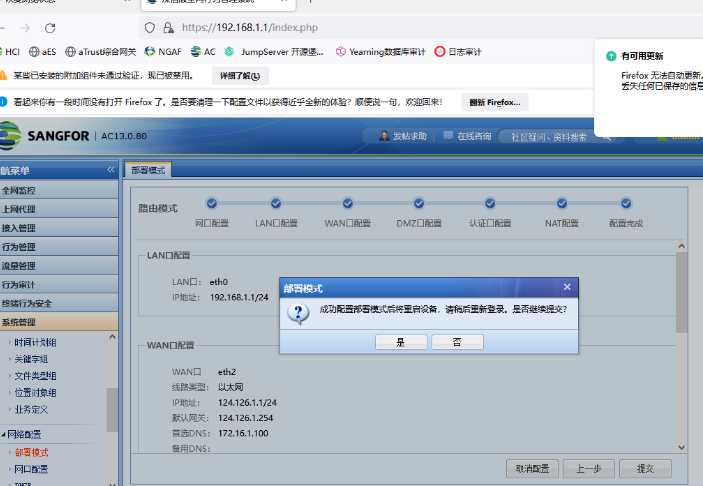 https://192.168.1.1/index.php
HCI aES aTrust综合网关 NGAF AC JumpServer 开源堡... Yearning数据库审计 日志审计
有可用更新
Firefox 无法自动更新。
丢失任何已保存的信息
某些已安装的附加组件未通过验证，现已被禁用。 详细了解(L)
看起来你有一段时间没有打开 Firefox 了。是否要清理一下配置文件以获得近乎全新的体验？顺便说一句，欢迎回来！ 翻新 Firefox...
SANGFOR AC13.0.80 发帖求助 在线咨询 社区疑问、资料搜索
航菜单 部署模式
全网监控
上网代理
接入管理
行为管理
流量管理
行为审计
终端行为安全
系统管理
时间计划组
关键字组
文件类型组
位置对象组
业务定义
网络配置
部署模式
网口配置
路由模式
网口配置 LAN口配置 WAN口配置 DMZ口配置 认证口配置 NAT配置 配置完成
LAN口配置
LAN口： eth0
IP地址： 192.168.1.1/24
部署模式
成功配置部署模式后将重启设备，请稍后重新登录。是否继续提交？
是 否
WAN口配置
WAN口 eth2
线路类型： 以太网
IP地址： 124.126.1.1/24
默认网关： 124.126.1.254
首选DNS： 172.16.1.100
备用DNS：
取消配置 上一步 提交